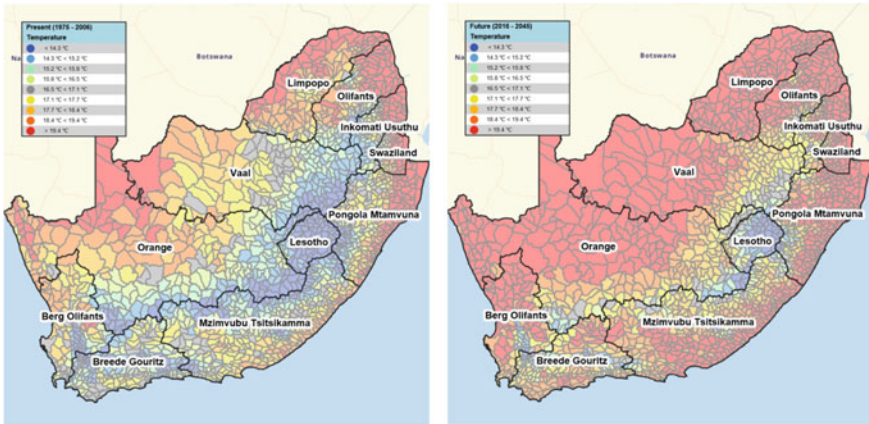 Present (1975 - 2005)
Temperature
< 14.3 °C
14.3 °C < 15.2 °C
15.2 °C < 15.8 °C
15.8 °C < 16.5 °C
16.5 °C < 17.1 °C
17.1 °C < 17.7 °C
17.7 °C < 18.4 °C
18.4 °C < 19.4 °C
> 19.4 °C
Na
Botswana
Limpopo
Olifants
Inkomati Usuthu
Swaziland
Vaal
Pongola Mtamvuna
Lesotho
Orange
Berg Olifants
Mzimvubu Tsitsikamma
Breede Gouritz
Future (2016 - 2045)
Temperature
< 14.3 °C
14.3 °C < 15.2 °C
15.2 °C < 15.8 °C
15.8 °C < 16.5 °C
16.5 °C < 17.1 °C
17.1 °C < 17.7 °C
17.7 °C < 18.4 °C
18.4 °C < 19.4 °C
> 19.4 °C
Na
Botswana
Limpopo
Olifants
Inkomati Usuthu
Swaziland
Vaal
Pongola Mtamvuna
Lesotho
Orange
Berg Olifants
Mzimvubu Tsitsikamma
Breede Gouritz